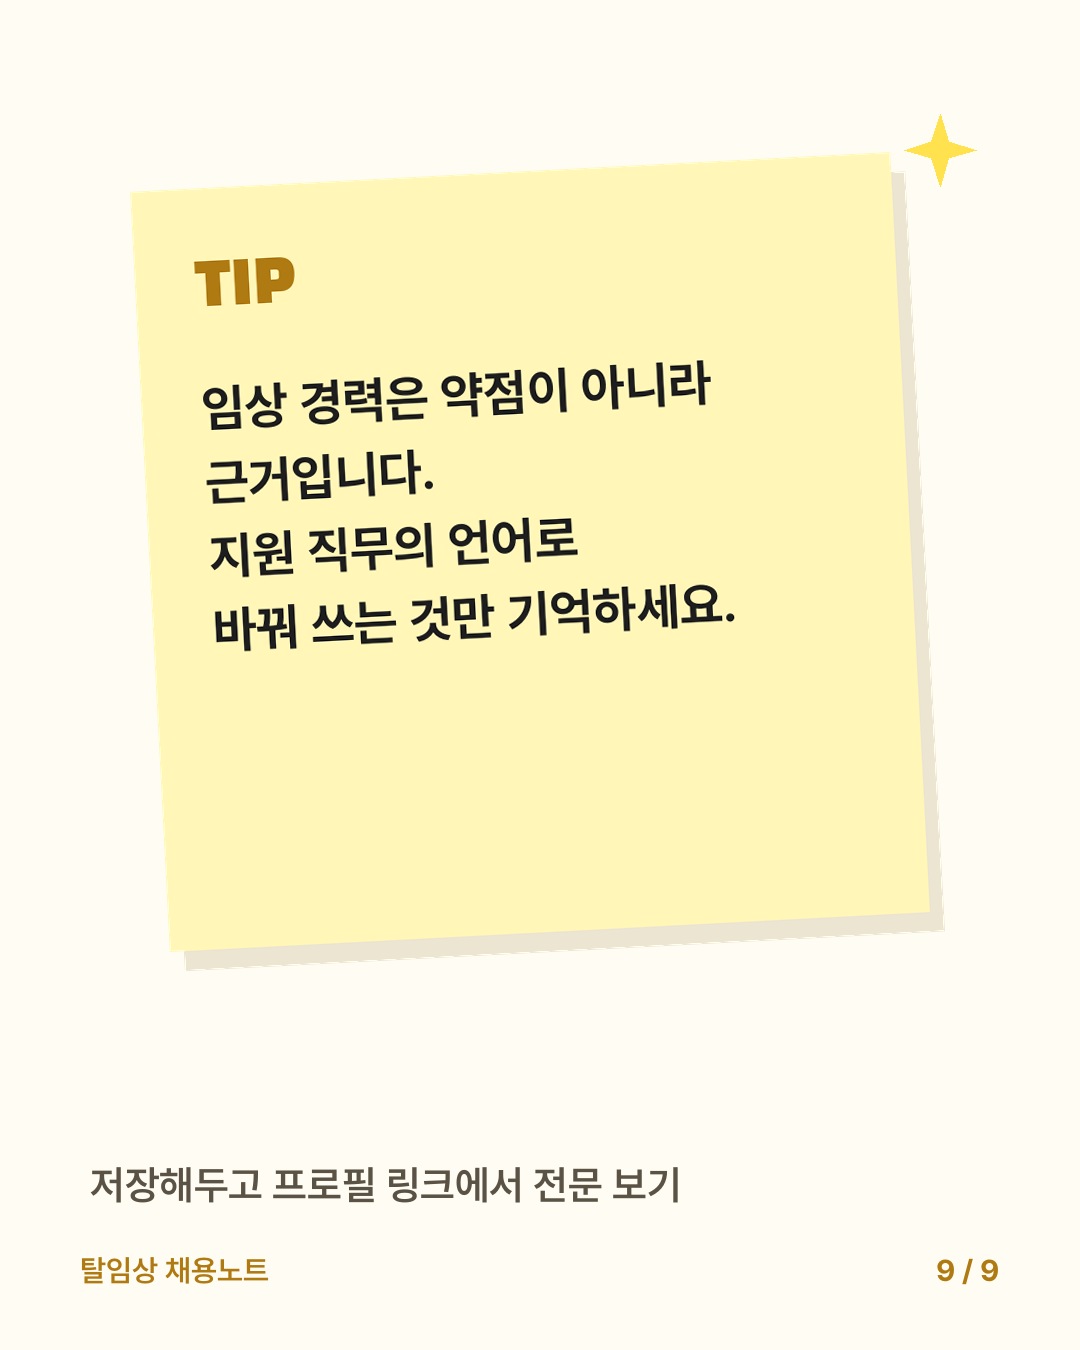 TIP
임상 경력은 약점이 아니라
근거입니다.
지원 직무의 언어로
바꿔 쓰는 것만 기억하세요.
저장해두고 프로필 링크에서 전문 보기
탈임상 채용노트
9 / 9